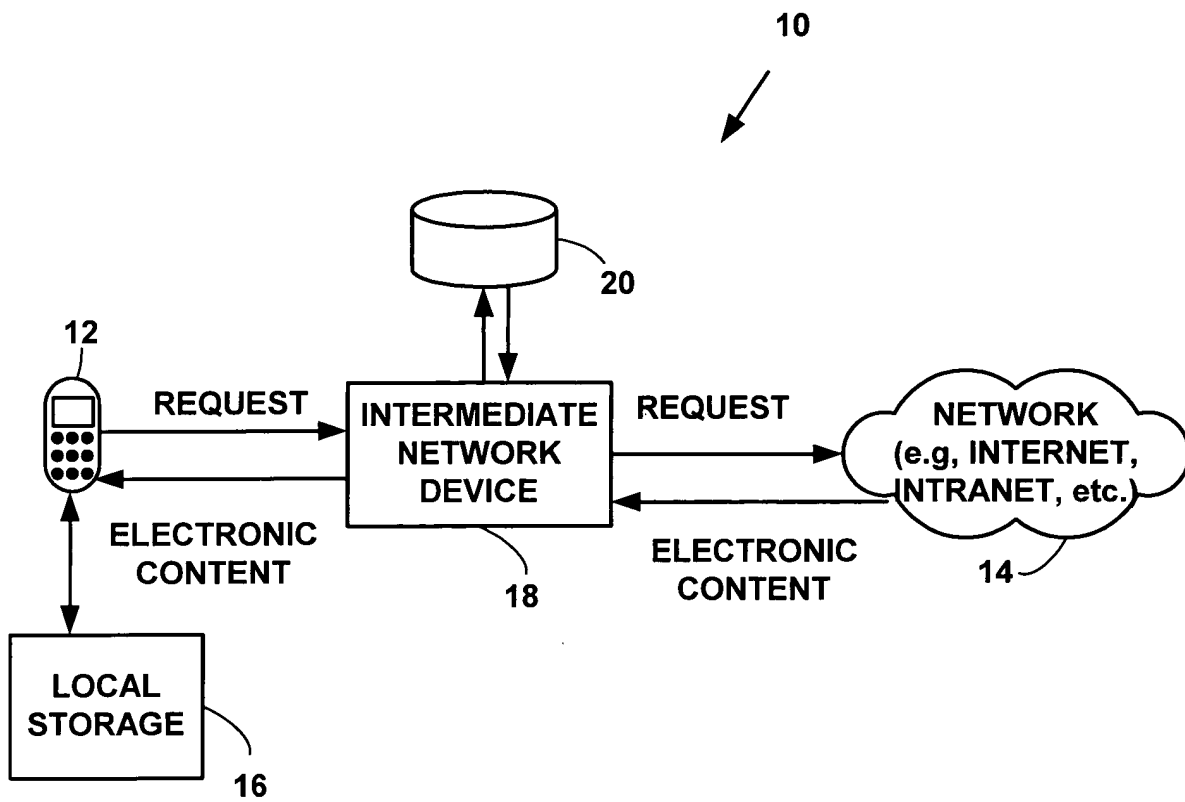 10
20
12
REQUEST
INTERMEDIATE
NETWORK
DEVICE
REQUEST
NETWORK
(e.g, INTERNET,
INTRANET, etc.)
ELECTRONIC
CONTENT
18
ELECTRONIC
CONTENT
14
LOCAL
STORAGE
16